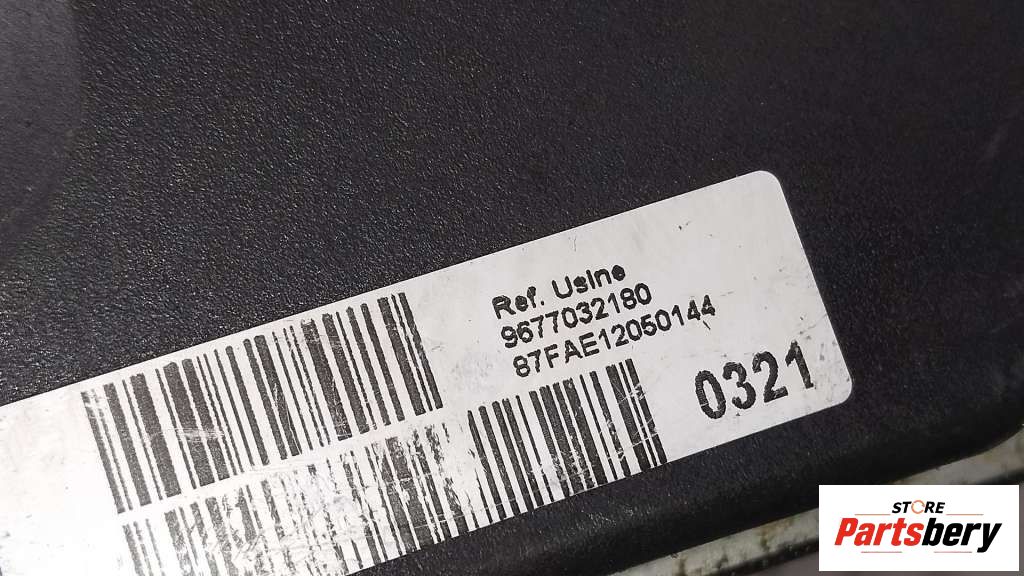 Ref. Usine
9677032180
87FAE12050144
0321
STORE
Partsbery